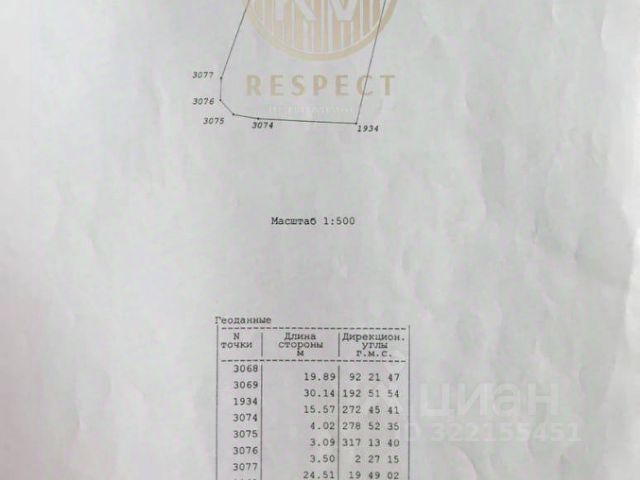 RESPECT
3077
3076
3075
3074
1934
Масштаб 1:500
Геоданные
N точки
Длина стороны м
Дирекцион. углы г.м.с.
3068
19.89 92 21 47
3069
30.14 192 51 54
1934
15.57 272 45 41
3074
4.02 278 52 35
3075
3.09 317 13 40
3076
3.50 2 27 15
3077
24.51 19 49 02
циан
ID 322155451